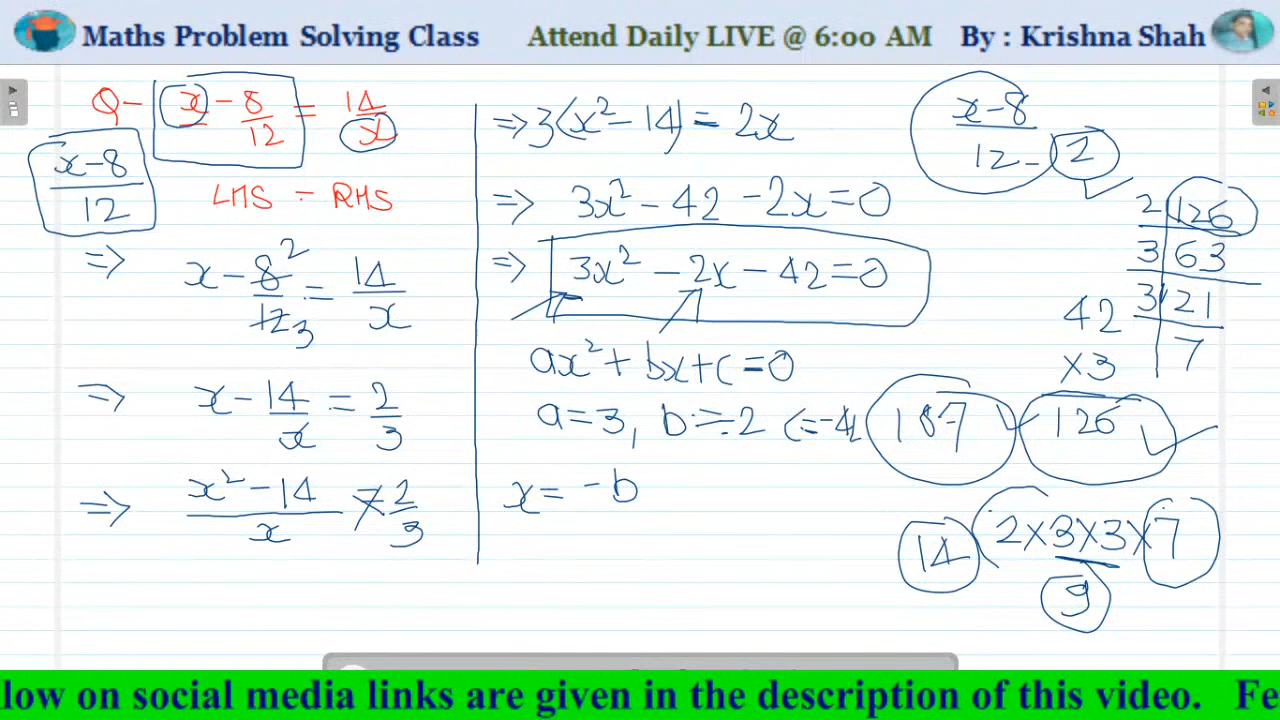 Maths Problem Solving Class Attend Daily LIVE @ 6:00 AM By : Krishna Shah
Q- x - 8/12 = 14/x
x-8/12
LHS = RHS
⇒ x - 8/12 = 14/x
2
3
⇒ x - 14/x = 2/3
⇒ x² - 14/x = 2/3
⇒ 3(x² - 14) = 2x
⇒ 3x² - 42 - 2x = 0
⇒ 3x² - 2x - 42 = 0
ax² + bx + c = 0
a = 3, b = -2 c = -42
x = -b
x-8
12- 2
2 126
3 63
3 21
7
42
×3
126
187
14 2×3×3×7
9
low on social media links are given in the description of this video. Fe